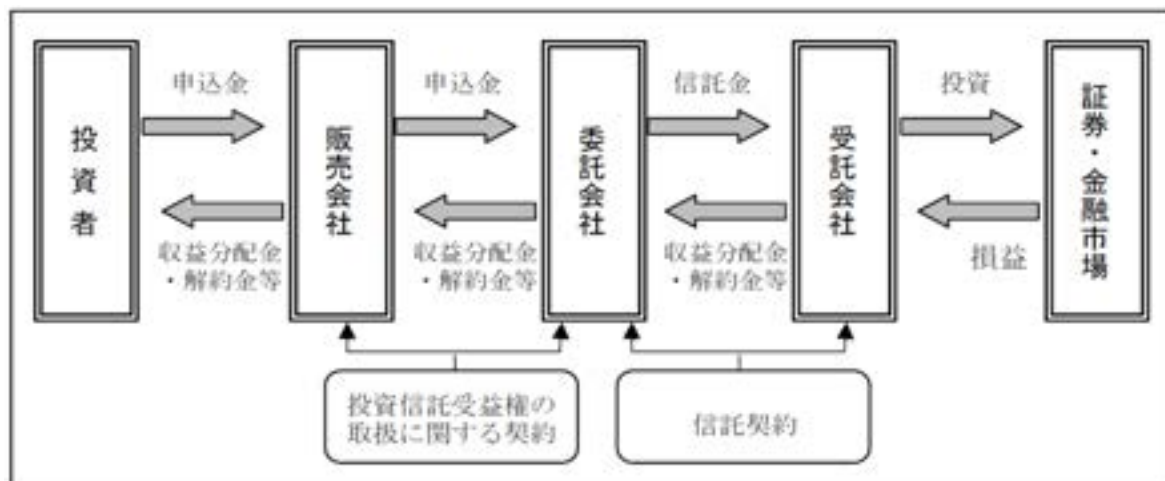 申込金
申込金
信託金
投資
投資者
販売会社
委託会社
受託会社
証券・金融市場
収益分配金
・解約金等
収益分配金
・解約金等
収益分配金
・解約金等
損益
投資信託受益権の
取扱に関する契約
信託契約